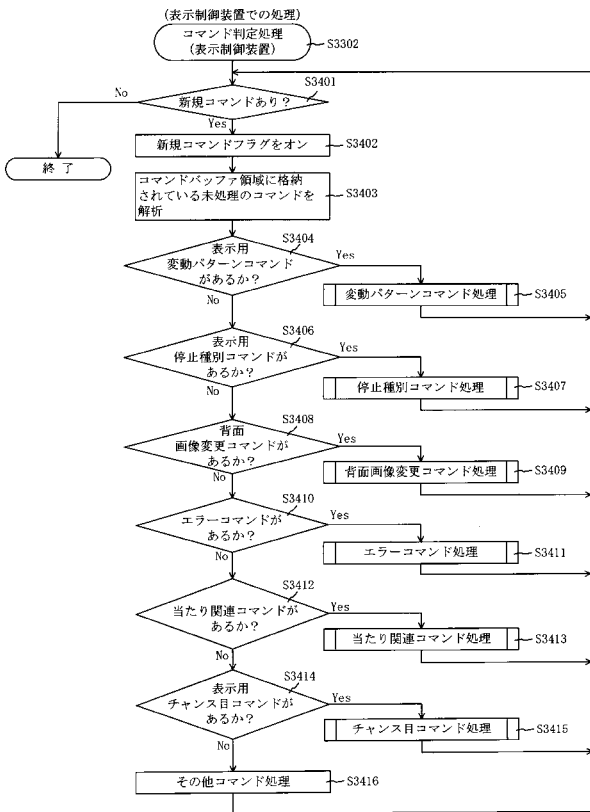 (表示制御装置での処理)
コマンド判定処理
(表示制御装置)
S3302
S3401
No
新規コマンドあり？
Yes
終了
新規コマンドフラグをオン
S3402
コマンドバッファ領域に格納
されている未処理のコマンドを
解析
S3403
S3404
表示用
変動パターンコマンド
があるか？
Yes
No
変動パターンコマンド処理
S3405
S3406
表示用
停止種別コマンドが
あるか？
Yes
No
停止種別コマンド処理
S3407
S3408
背面
画像変更コマンドが
あるか？
Yes
No
背面画像変更コマンド処理
S3409
S3410
エラーコマンドが
あるか？
Yes
No
エラーコマンド処理
S3411
S3412
当たり関連コマンドが
あるか？
Yes
No
当たり関連コマンド処理
S3413
S3414
表示用
チャンス目コマンドが
あるか？
Yes
No
チャンス目コマンド処理
S3415
その他コマンド処理
S3416